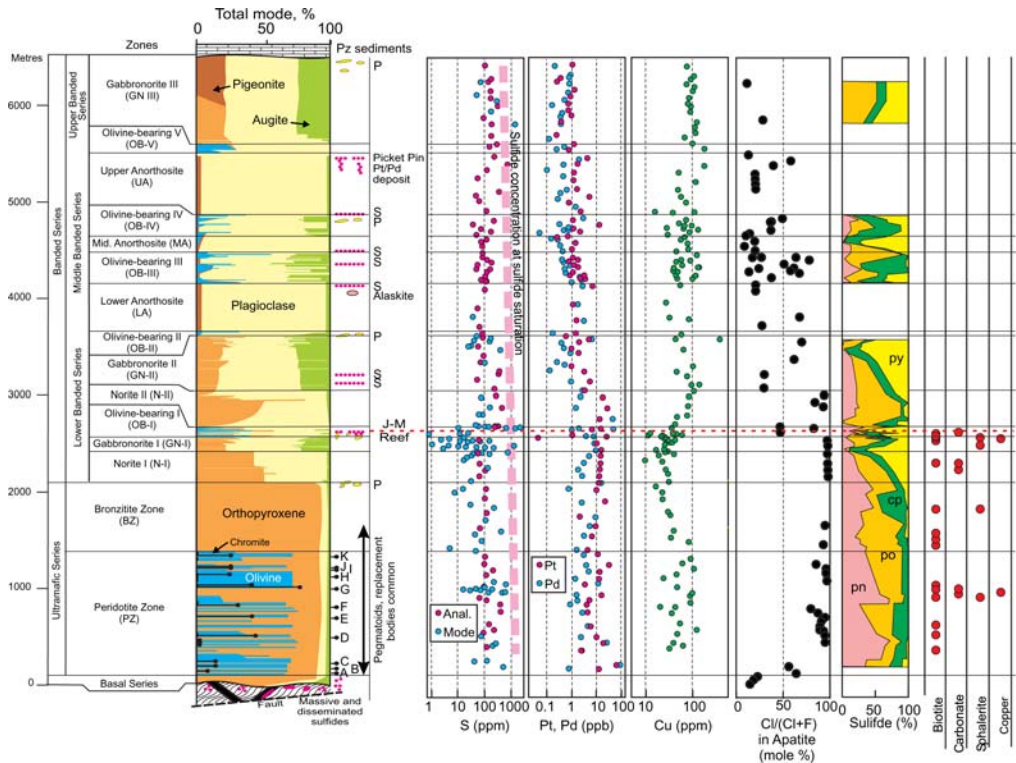 Total mode, %
0 50 100
Zones
Pz sediments
Metres
6000
5000
4000
3000
2000
1000
0
Upper Banded Series
Middle Banded Series
Lower Banded Series
Banded Series
Ultramafic Series
Gabbronorite III
(GN III)
Olivine-bearing V
(OB-V)
Upper Anorthosite
(UA)
Olivine-bearing IV
(OB-IV)
Mid. Anorthosite (MA)
Olivine-bearing III
(OB-III)
Lower Anorthosite
(LA)
Olivine-bearing II
(OB-II)
Gabbronorite II
(GN-II)
Norite II (N-II)
Olivine-bearing I
(OB-I)
Gabbronorite I (GN-I)
Norite I (N-I)
Bronzitite Zone
(BZ)
Peridotite Zone
(PZ)
Basal Series
Pigeonite
Augite
Plagioclase
Orthopyroxene
Chromite
Olivine
Fault
Massive and
disseminated
sulfides
P
Picket Pin
Pt/Pd
deposit
S
P
S
S
S
Alaskite
P
S
S
J-M
Reef
P
K
J
I
H
G
F
E
D
C
B
A
Pegmatoids, replacement
bodies common
Sulfide concentration at sulfide saturation
Anal.
Mode
1 10 100 1000
S (ppm)
Pt
Pd
0.1 1 10 100
Pt, Pd (ppb)
10 100
Cu (ppm)
0 50 100
Cl/(Cl+F)
in Apatite
(mole %)
py
cp
po
pn
0 50 100
Sulifde (%)
Biotite
Carbonate
Sphalerite
Copper